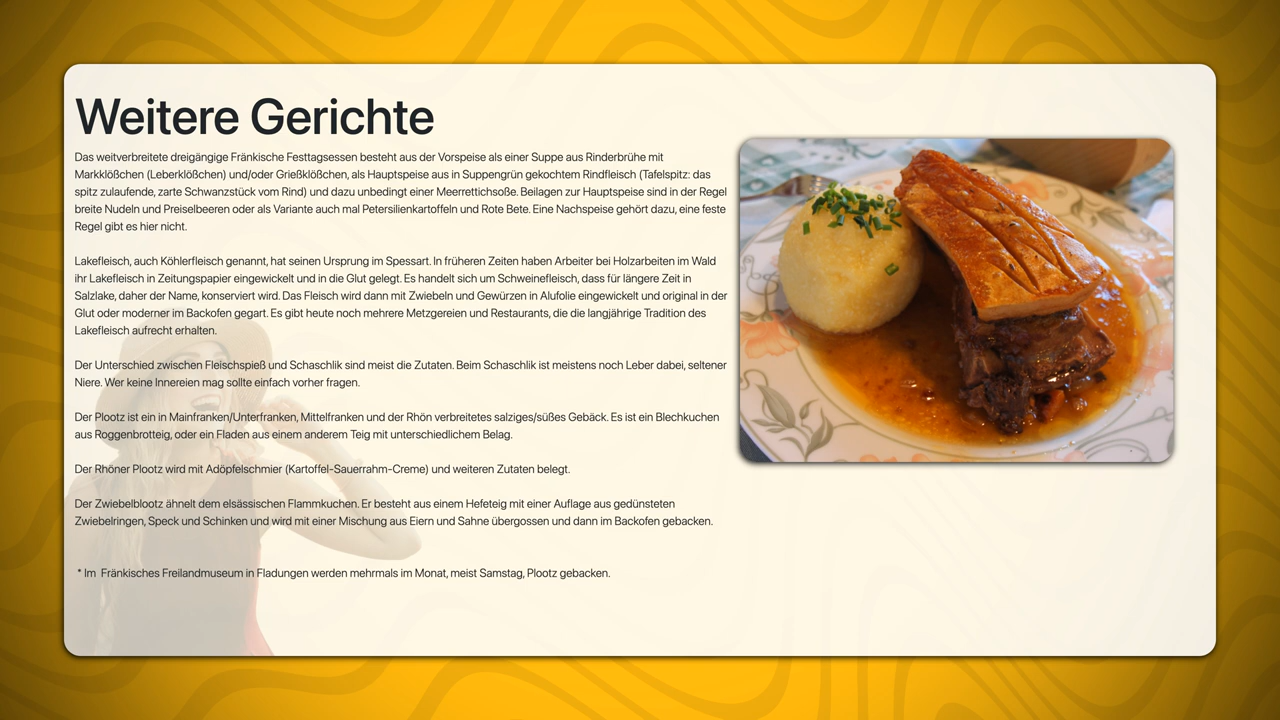 Weitere Gerichte
Das weitverbreitete dreigängige Fränkische Festtagsessen besteht aus der Vorspeise als einer Suppe aus Rinderbrühe mit
Markklößchen (Leberklößchen) und/oder Grießklößchen, als Hauptspeise aus in Suppengrün gekochtem Rindfleisch (Tafelspitz: das
spitz zulaufende, zarte Schwanzstück vom Rind) und dazu unbedingt einer Meerrettichsoße. Beilagen zur Hauptspeise sind in der Regel
breite Nudeln und Preiselbeeren oder als Variante auch mal Petersilienkartoffeln und Rote Bete. Eine Nachspeise gehört dazu, eine feste
Regel gibt es hier nicht.
Lakefleisch, auch Köhlerfleisch genannt, hat seinen Ursprung im Spessart. In früheren Zeiten haben Arbeiter bei Holzarbeiten im Wald
ihr Lakefleisch in Zeitungspapier eingewickelt und in die Glut gelegt. Es handelt sich um Schweinefleisch, dass für längere Zeit in
Salzlake, daher der Name, konserviert wird. Das Fleisch wird dann mit Zwiebeln und Gewürzen in Alufolie eingewickelt und original in der
Glut oder moderner im Backofen gegart. Es gibt heute noch mehrere Metzgereien und Restaurants, die die langjährige Tradition des
Lakefleisch aufrecht erhalten.
Der Unterschied zwischen Fleischspieß und Schaschlik sind meist die Zutaten. Beim Schaschlik ist meistens noch Leber dabei, seltener
Niere. Wer keine Innereien mag sollte einfach vorher fragen.
Der Plootz ist ein in Mainfranken/Unterfranken, Mittelfranken und der Rhön verbreitetes salziges/süßes Gebäck. Es ist ein Blechkuchen
aus Roggenbrotteig, oder ein Fladen aus einem anderem Teig mit unterschiedlichem Belag.
Der Rhöner Plootz wird mit Adöpfelschmier (Kartoffel-Sauerrahm-Creme) und weiteren Zutaten belegt.
Der Zwiebelblootz ähnelt dem elsässischen Flammkuchen. Er besteht aus einem Hefeteig mit einer Auflage aus gedünsteten
Zwiebelringen, Speck und Schinken und wird mit einer Mischung aus Eiern und Sahne übergossen und dann im Backofen gebacken.
* Im  Fränkisches Freilandmuseum in Fladungen werden mehrmals im Monat, meist Samstag, Plootz gebacken.